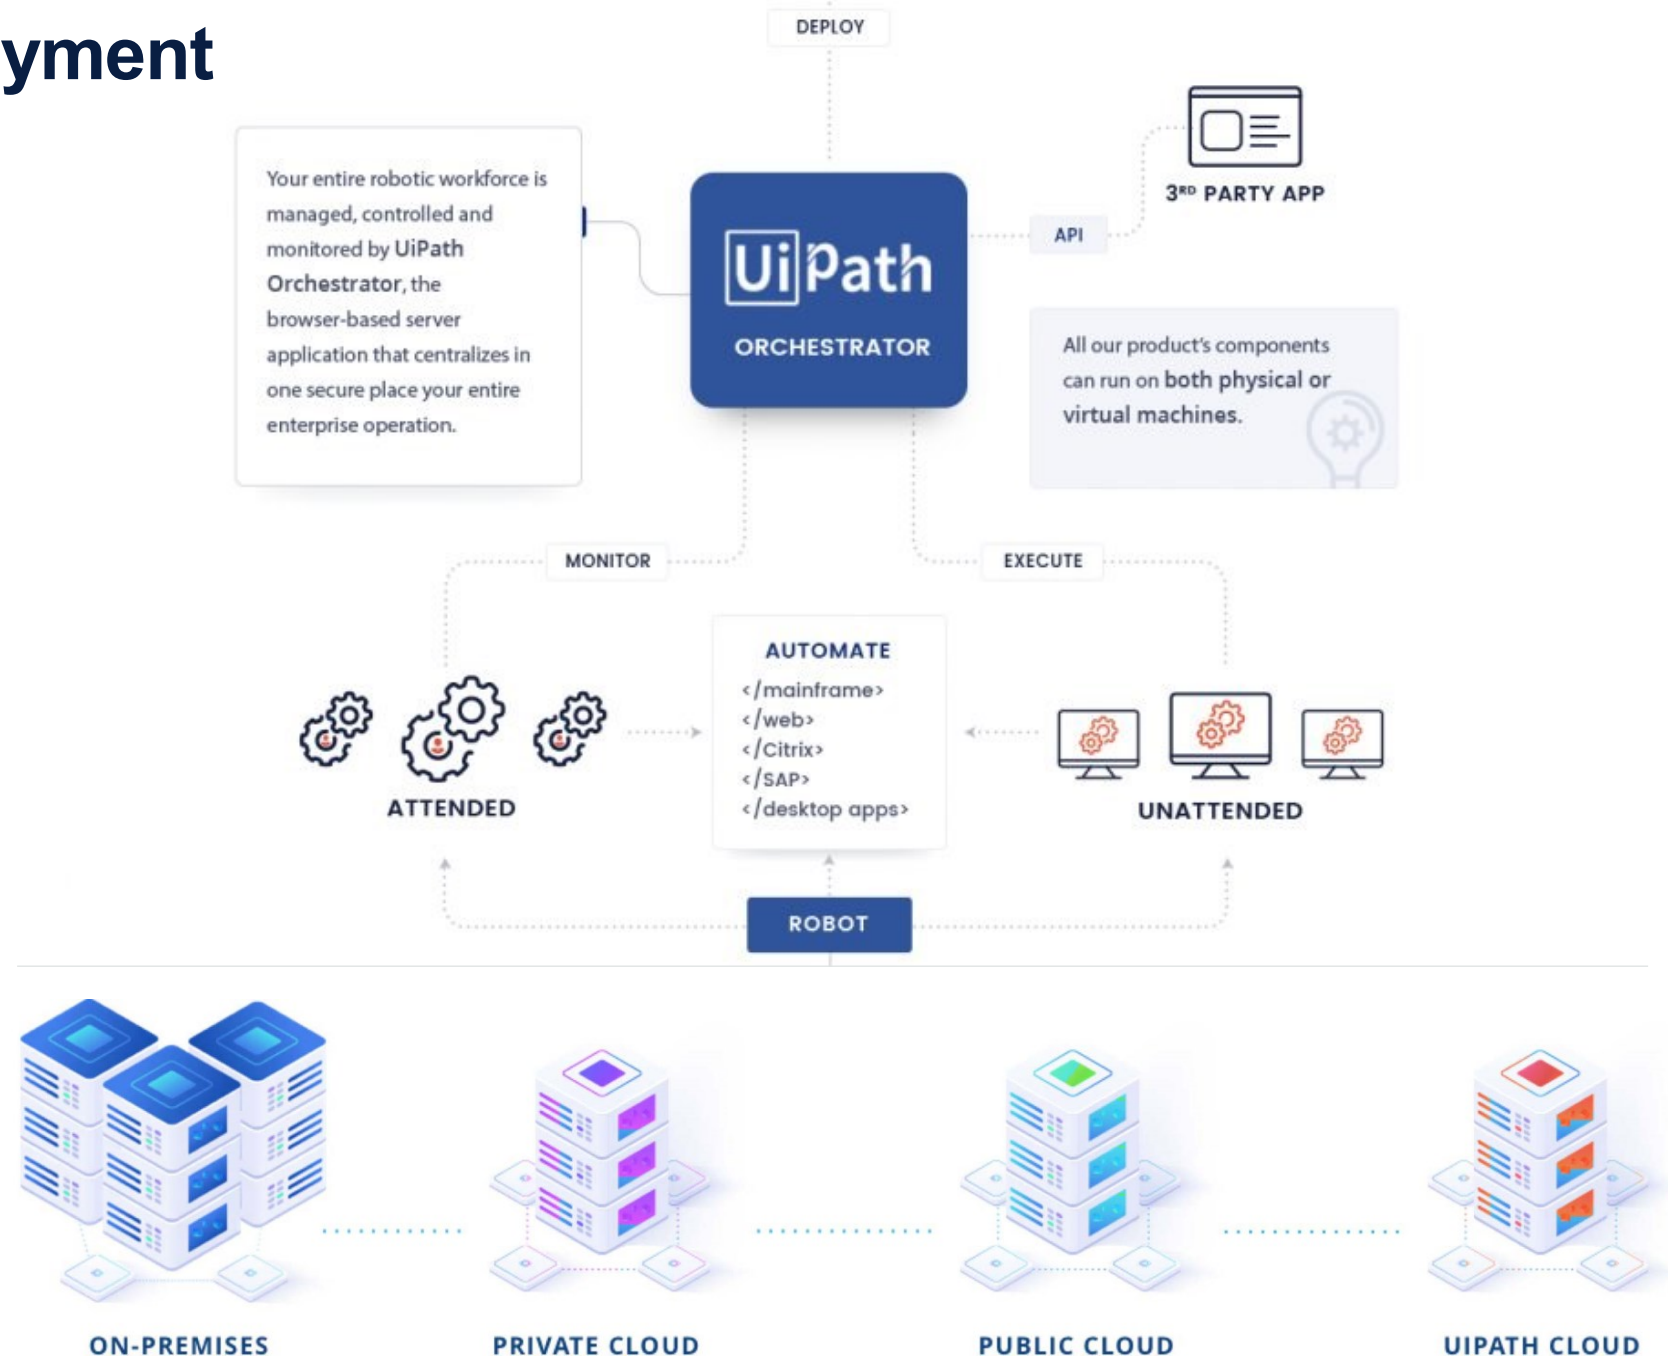 yment
DEPLOY
Your entire robotic workforce is
managed, controlled and
monitored by UiPath
Orchestrator, the
browser-based server
application that centralizes in
one secure place your entire
enterprise operation.
UiPath
ORCHESTRATOR
API
3RD PARTY APP
All our product's components
can run on both physical or
virtual machines.
MONITOR
EXECUTE
AUTOMATE
</mainframe>
</web>
</Citrix>
</SAP>
</desktop apps>
ATTENDED
UNATTENDED
ROBOT
ON-PREMISES
PRIVATE CLOUD
PUBLIC CLOUD
UIPATH CLOUD